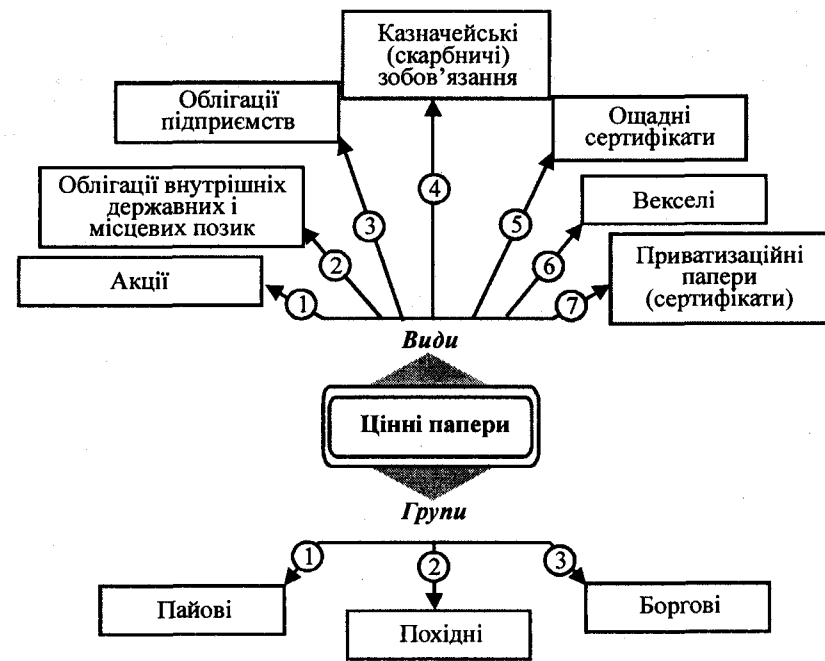 Казначейські
(скарбничі)
зобов’язання
Облігації
підприємств
Ощадні
сертифікати
Облігації внутрішніх
державних і
місцевих позик
Векселі
Акції
Приватизаційні
папери
(сертифікати)
1
2
3
4
5
6
7
Види
Цінні папери
Групи
1
2
3
Пайові
Похідні
Боргові